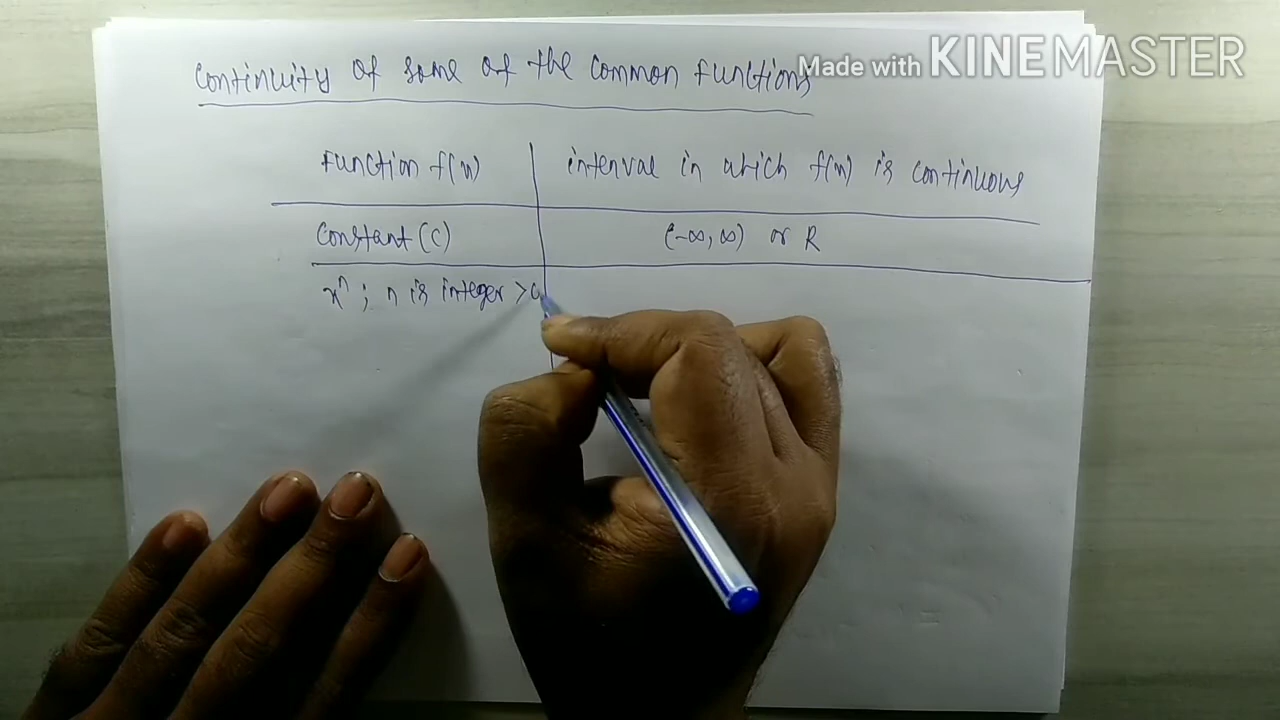 Continuity of some of the common functions
Made with KINEMASTER
Function f(x) interval in which f(x) is continuous
Constant (C) (-∞, ∞) or R
xⁿ ; n is integer >0